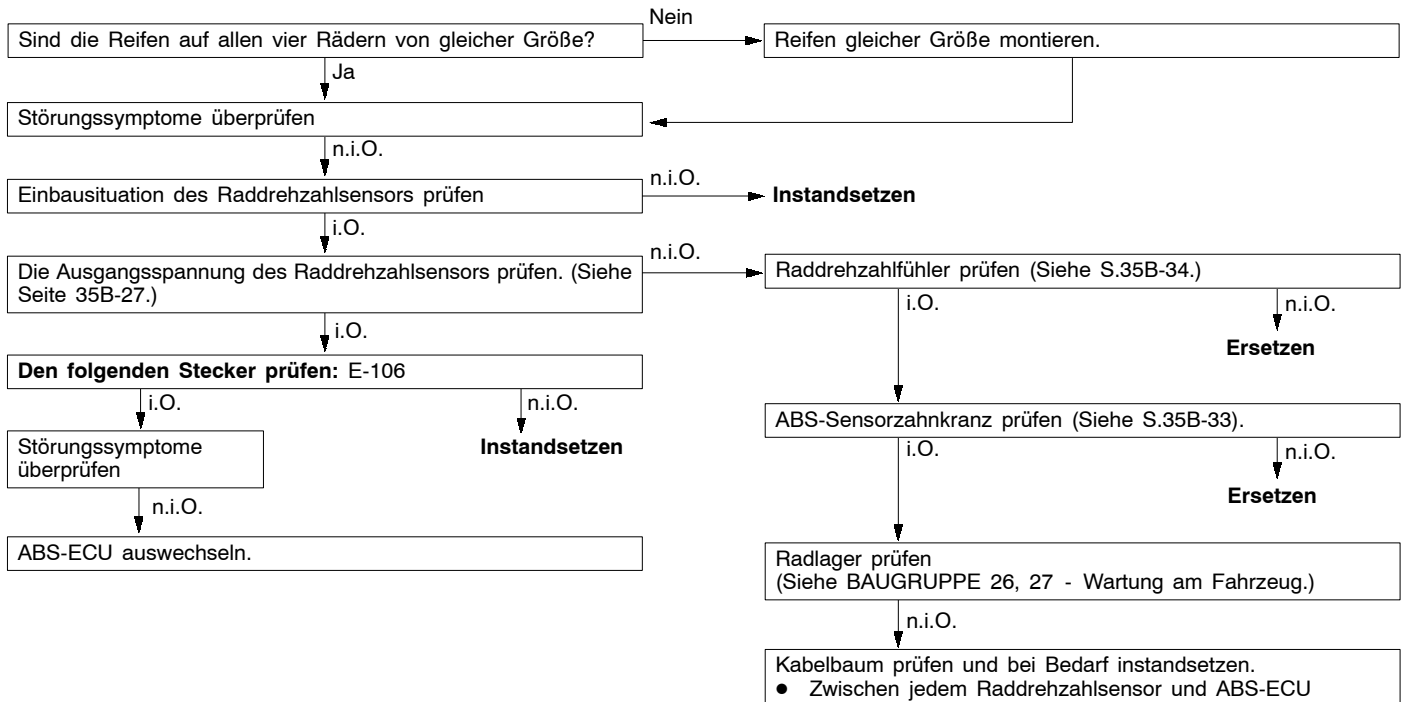 Sind die Reifen auf allen vier Rädern von gleicher Größe?
Nein
Reifen gleicher Größe montieren.
Ja
Störungssymptome überprüfen
n.i.O.
Einbausituation des Raddrehzahlsensors prüfen
n.i.O.
Instandsetzen
i.O.
Die Ausgangsspannung des Raddrehzahlsensors prüfen. (Siehe
Seite 35B-27.)
n.i.O.
Raddrehzahlfühler prüfen (Siehe S.35B-34.)
i.O.
n.i.O.
Ersetzen
i.O.
Den folgenden Stecker prüfen: E-106
i.O.
n.i.O.
Instandsetzen
Störungssymptome
überprüfen
n.i.O.
ABS-ECU auswechseln.
ABS-Sensorzahnkranz prüfen (Siehe S.35B-33).
i.O.
n.i.O.
Ersetzen
Radlager prüfen
(Siehe BAUGRUPPE 26, 27 - Wartung am Fahrzeug.)
n.i.O.
Kabelbaum prüfen und bei Bedarf instandsetzen.
● Zwischen jedem Raddrehzahlsensor und ABS-ECU